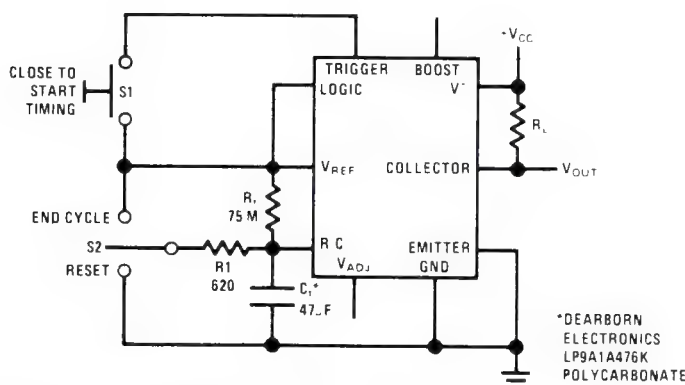 +VCC
CLOSE TO
START
TIMING
S1
TRIGGER
BOOST
LOGIC
V+
RL
VREF
COLLECTOR
VOUT
END CYCLE
Rt
75 M
S2
R1
620
R C
VADJ
EMITTER
GND
RESET
Ct*
47µF
*DEARBORN
ELECTRONICS
LP9A1A476K
POLYCARBONATE